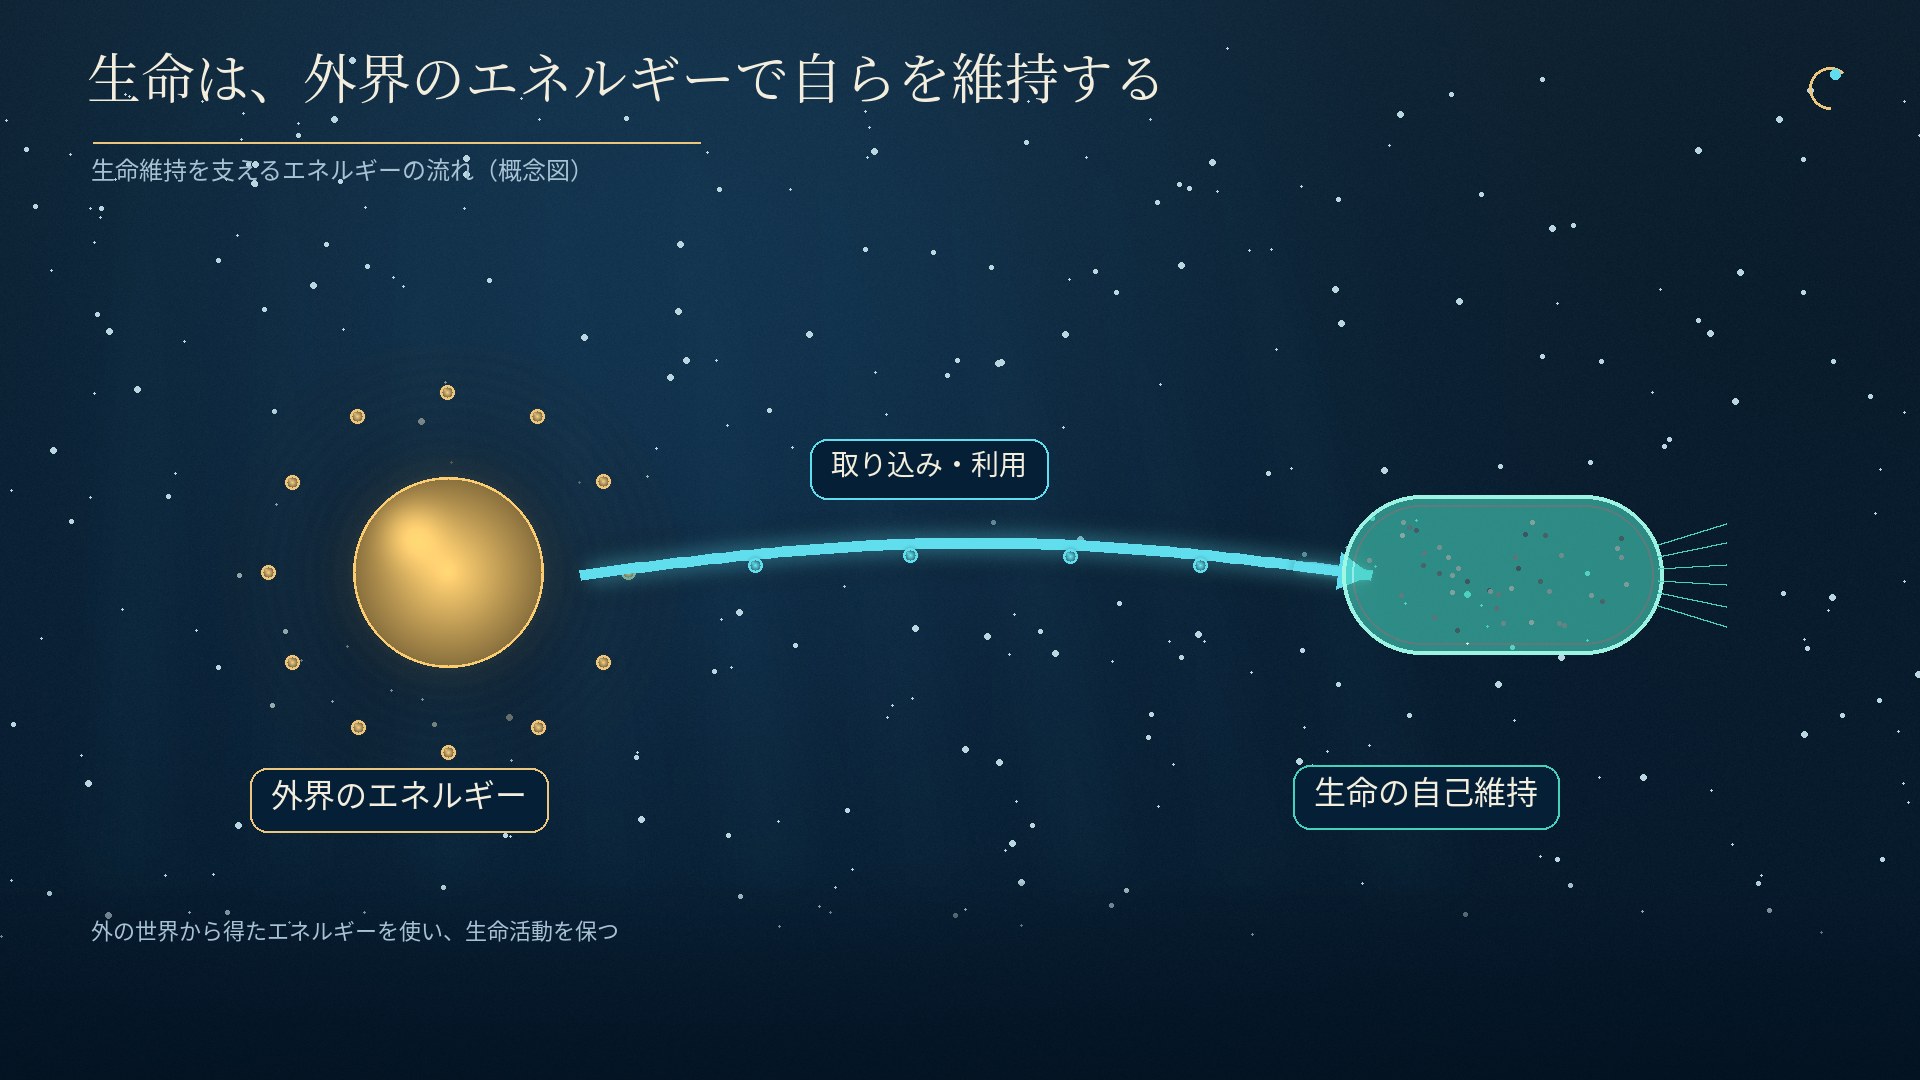 生命は、外界のエネルギーで自らを維持する
生命維持を支えるエネルギーの流れ（概念図）
取り込み・利用
外界のエネルギー
生命の自己維持
外の世界から得たエネルギーを使い、生命活動を保つ